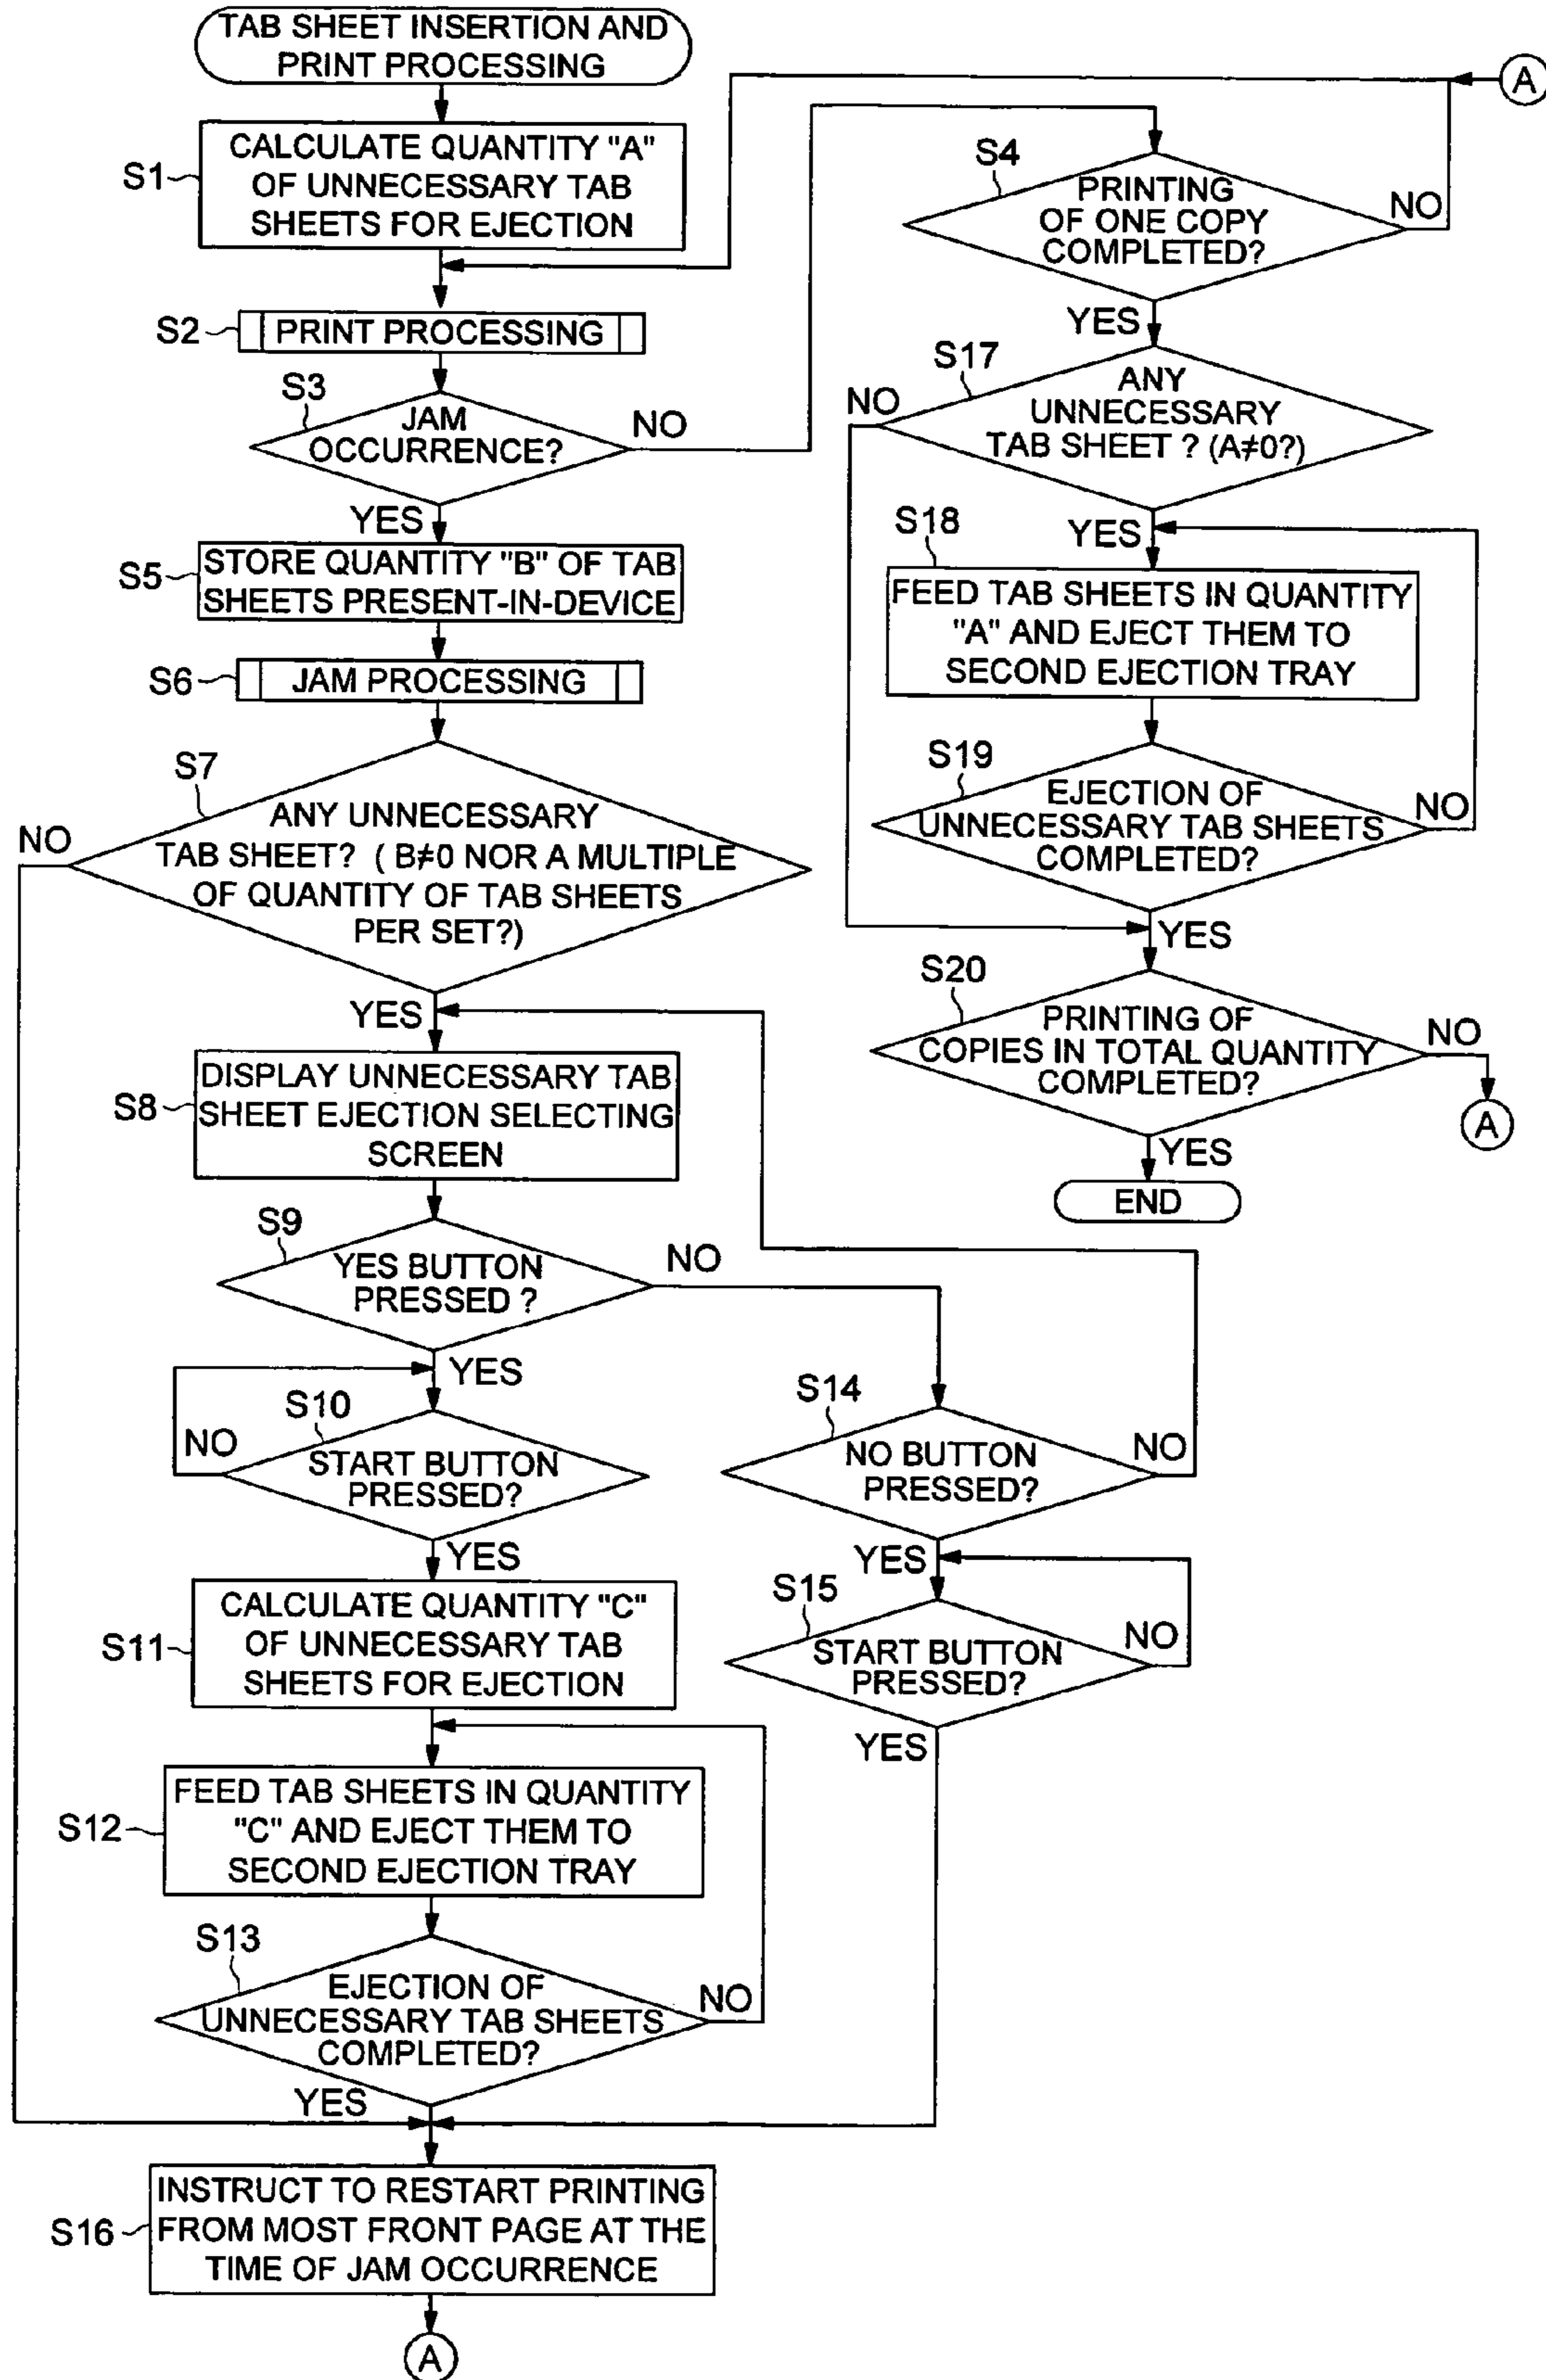 TAB SHEET INSERTION AND
PRINT PROCESSING
S1
CALCULATE QUANTITY "A"
OF UNNECESSARY TAB
SHEETS FOR EJECTION
S2
PRINT PROCESSING
S3
JAM
OCCURRENCE?
NO
YES
S5
STORE QUANTITY "B" OF TAB
SHEETS PRESENT-IN-DEVICE
S6
JAM PROCESSING
S7
ANY UNNECESSARY
TAB SHEET? ( B≠0 NOR A MULTIPLE
OF QUANTITY OF TAB SHEETS
PER SET?)
NO
YES
S8
DISPLAY UNNECESSARY TAB
SHEET EJECTION SELECTING
SCREEN
S9
YES BUTTON
PRESSED ?
NO
YES
S10
START BUTTON
PRESSED?
NO
YES
S11
CALCULATE QUANTITY "C"
OF UNNECESSARY TAB
SHEETS FOR EJECTION
S12
FEED TAB SHEETS IN QUANTITY
"C" AND EJECT THEM TO
SECOND EJECTION TRAY
S13
EJECTION OF
UNNECESSARY TAB SHEETS
COMPLETED?
NO
YES
S14
NO BUTTON
PRESSED?
NO
YES
S15
START BUTTON
PRESSED?
NO
YES
S16
INSTRUCT TO RESTART PRINTING
FROM MOST FRONT PAGE AT THE
TIME OF JAM OCCURRENCE
A
A
S4
PRINTING
OF ONE COPY
COMPLETED?
NO
YES
S17
ANY
UNNECESSARY
TAB SHEET ? (A≠0?)
NO
YES
S18
FEED TAB SHEETS IN QUANTITY
"A" AND EJECT THEM TO
SECOND EJECTION TRAY
S19
EJECTION OF
UNNECESSARY TAB SHEETS
COMPLETED?
NO
YES
S20
PRINTING OF
COPIES IN TOTAL QUANTITY
COMPLETED?
NO
A
YES
END